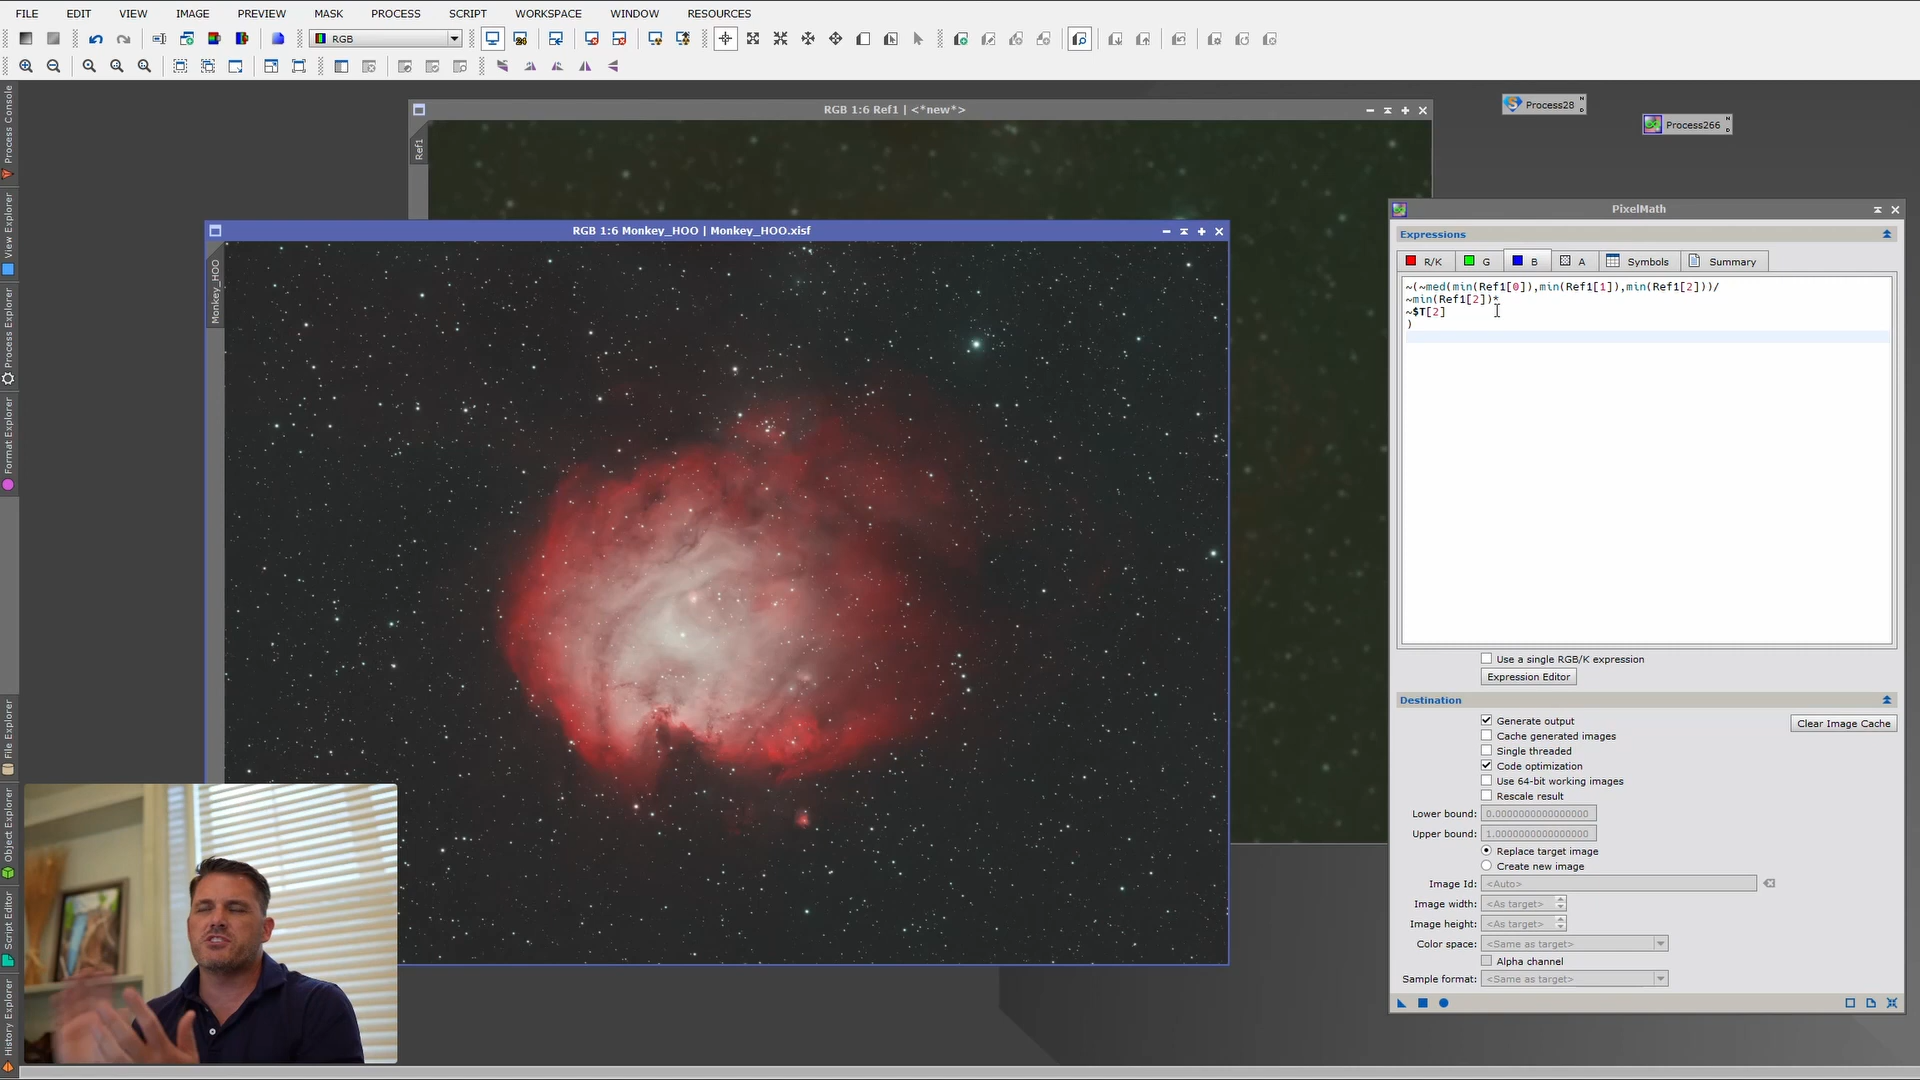 FILE EDIT VIEW IMAGE PREVIEW MASK PROCESS SCRIPT WORKSPACE WINDOW RESOURCES
RGB
Process Console
View Explorer
Process Explorer
Format Explorer
File Explorer
Object Explorer
Script Editor
History Explorer
RGB 1:6 Ref1 | <*new*>
Ref1
RGB 1:6 Monkey_HOO | Monkey_HOO.xisf
Monkey_HOO
Process28
Process266
PixelMath
Expressions
R/K G B A Symbols Summary
~(~med(min(Ref1[0]),min(Ref1[1]),min(Ref1[2]))/
~min(Ref1[2])*
~$T[2]
)
Use a single RGB/K expression
Expression Editor
Destination
Generate output
Clear Image Cache
Cache generated images
Single threaded
Code optimization
Use 64-bit working images
Rescale result
Lower bound: 0.0000000000000000
Upper bound: 1.0000000000000000
Replace target image
Create new image
Image Id: <Auto>
Image width: <As target>
Image height: <As target>
Color space: <Same as target>
Alpha channel
Sample format: <Same as target>